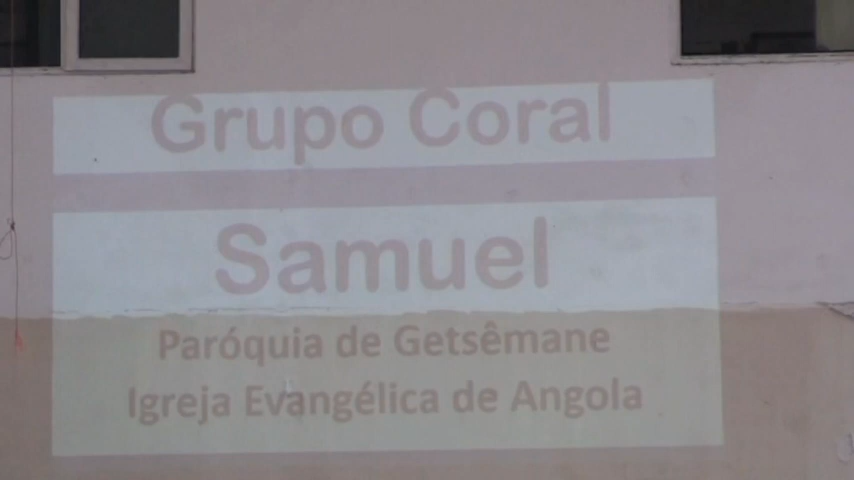 Grupo Coral
Samuel
Paróquia de Getsêmane
Igreja Evangélica de Angola